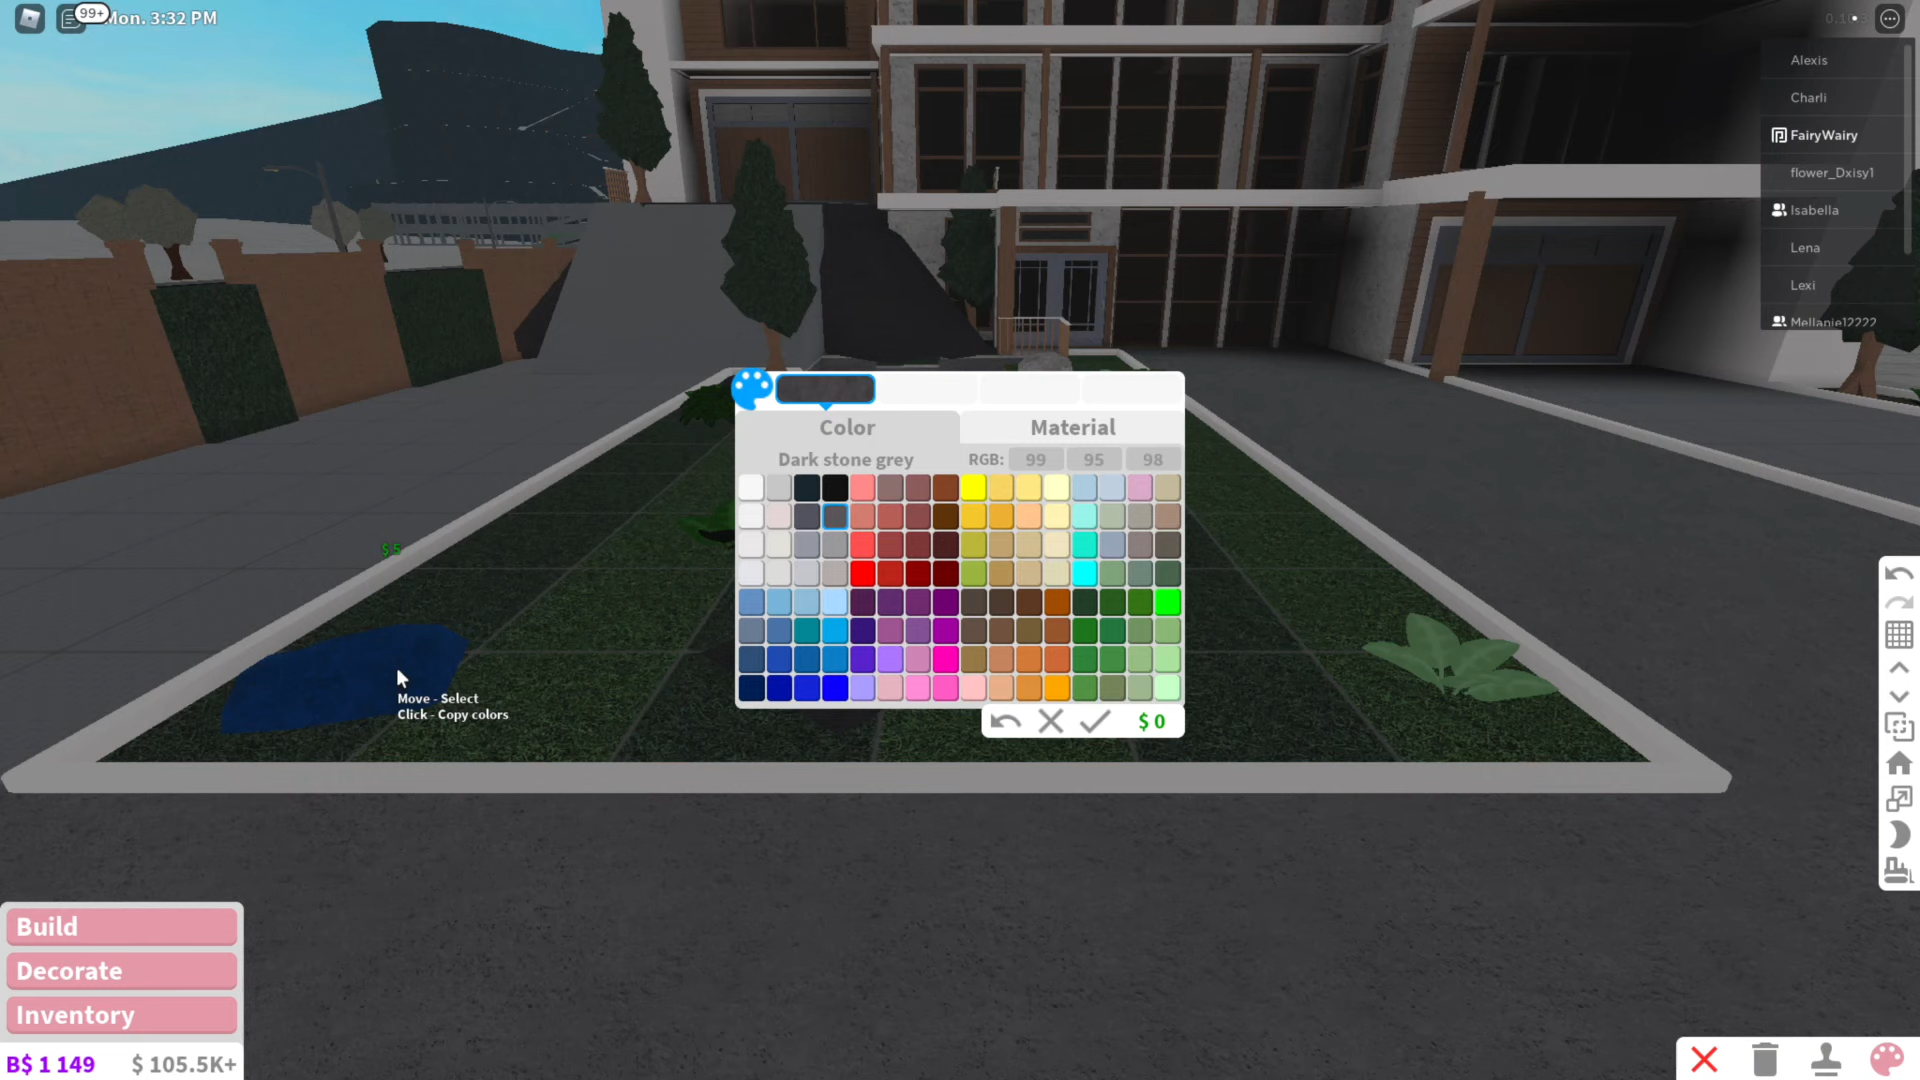 99+
Mon. 3:32 PM
Alexis
Charli
FairyWairy
flower_Dxisy1
Isabella
Lena
Lexi
Mellanie12222
Color
Material
Dark stone grey
RGB: 99 95 98
$ 5
Move - Select
Click - Copy colors
$ 0
Build
Decorate
Inventory
B$ 1 149
$ 105.5K+